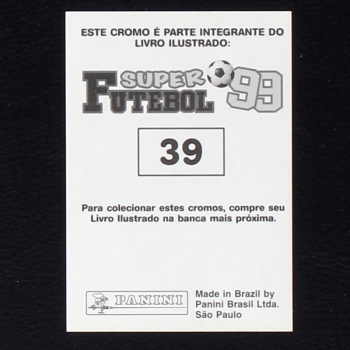 ESTE CROMO É PARTE INTEGRANTE DO
LIVRO ILUSTRADO:
SUPER
FUTEBOL 99
39
Para colecionar estes cromos, compre seu
Livro Ilustrado na banca mais próxima.
PANINI
Made in Brazil by
Panini Brasil Ltda.
São Paulo